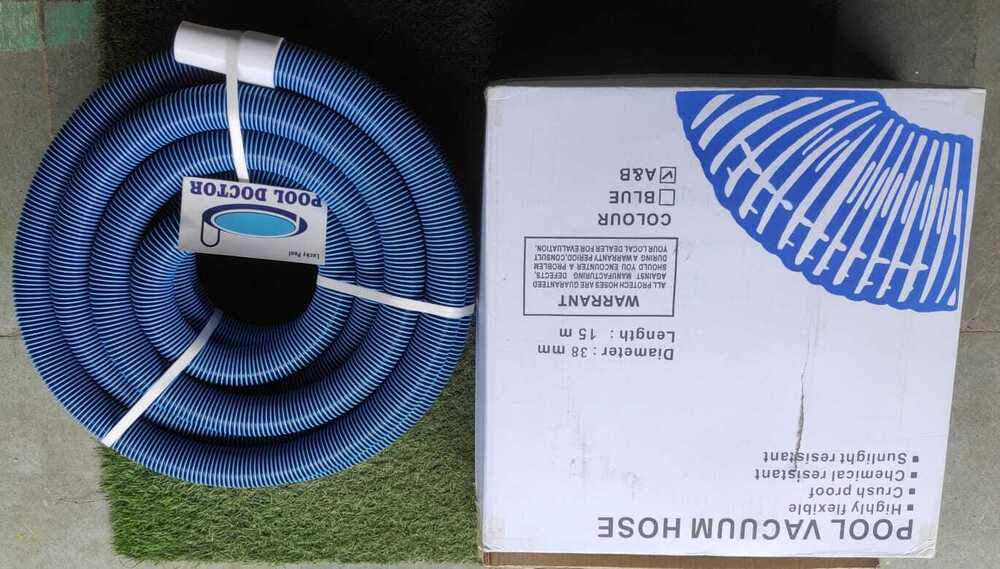 POOL VACUUM HOSE
▪ Highly flexible
▪ Crush proof
▪ Chemical resistant
▪ Sunlight resistant
Diameter : 38 mm
Length : 15 m
WARRANT
ALL PROTECH HOSES ARE GUARANTEED
AGAINST MANUFACTURING DEFECTS,
SHOULD YOU ENCOUNTER A PROBLEM
DURING A WARRANTY PERIOD,CONSULT
YOUR LOCAL DEALER FOR EVALUATION.
COLOUR
BLUE
A&B
Lucky Pool
POOL DOCTOR